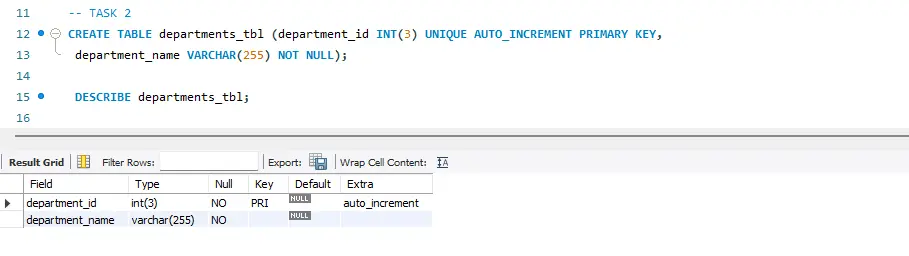 11 -- TASK 2
12 CREATE TABLE departments_tbl (department_id INT(3) UNIQUE AUTO_INCREMENT PRIMARY KEY,
13 department_name VARCHAR(255) NOT NULL);
14
15 DESCRIBE departments_tbl;
16
Result Grid Filter Rows: Export: Wrap Cell Content: IA
Field Type Null Key Default Extra
department_id int(3) NO PRI NULL auto_increment
department_name varchar(255) NO NULL